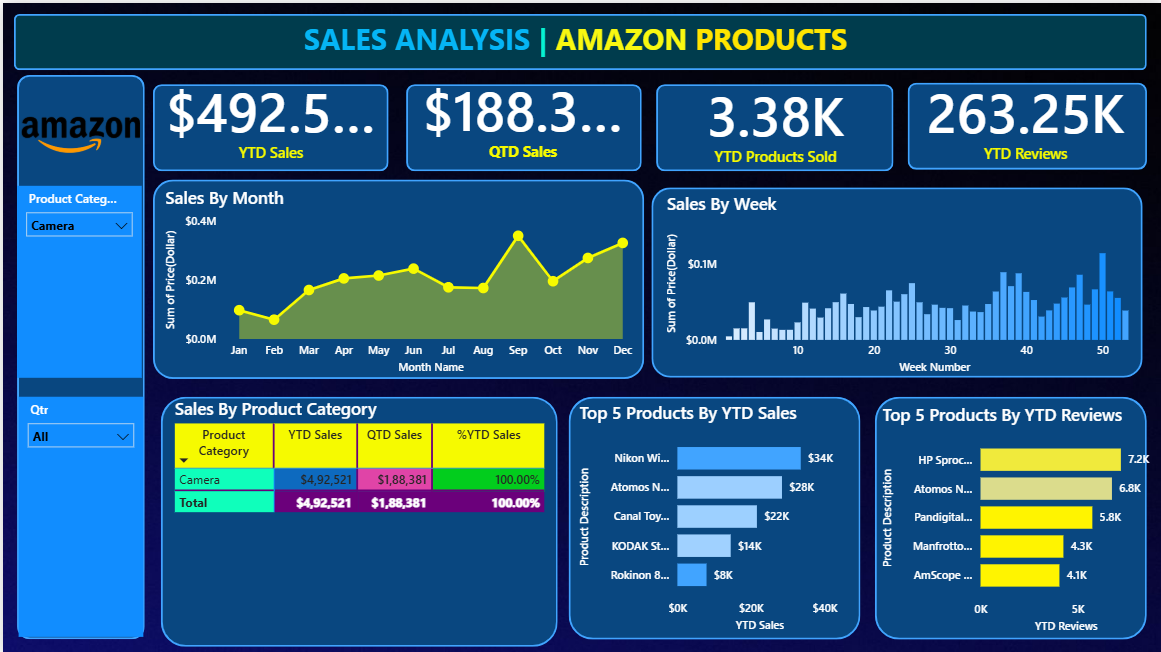 SALES ANALYSIS | AMAZON PRODUCTS
amazon
$492.5...
YTD Sales
$188.3...
QTD Sales
3.38K
YTD Products Sold
263.25K
YTD Reviews
Product Categ...
Camera
Qtr
All
Sales By Month
Sum of Price(Dollar)
$0.4M
$0.2M
$0.0M
Jan Feb Mar Apr May Jun Jul Aug Sep Oct Nov Dec
Month Name
Sales By Week
Sum of Price(Dollar)
$0.1M
$0.0M
10 20 30 40 50
Week Number
Sales By Product Category
Product Category YTD Sales QTD Sales %YTD Sales
Camera $4,92,521 $1,88,381 100.00%
Total $4,92,521 $1,88,381 100.00%
Top 5 Products By YTD Sales
Product Description
Nikon Wi... $34K
Atomos N... $28K
Canal Toy... $22K
KODAK St... $14K
Rokinon 8... $8K
$0K $20K $40K
YTD Sales
Top 5 Products By YTD Reviews
Product Description
HP Sproc... 7.2K
Atomos N... 6.8K
Pandigital... 5.8K
Manfrotto... 4.3K
AmScope ... 4.1K
0K 5K
YTD Reviews